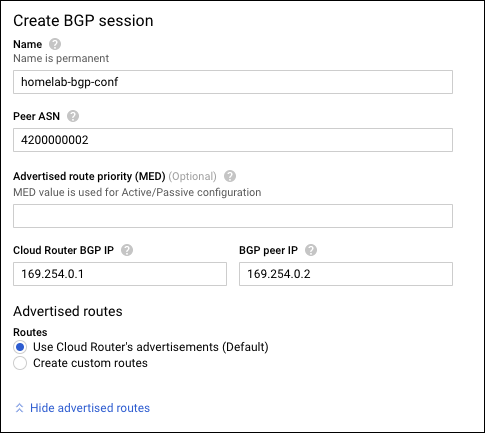 Create BGP session
Name ?
Name is permanent
homelab-bgp-conf
Peer ASN ?
4200000002
Advertised route priority (MED) (Optional) ?
MED value is used for Active/Passive configuration
Cloud Router BGP IP ? BGP peer IP ?
169.254.0.1 169.254.0.2
Advertised routes
Routes
Use Cloud Router's advertisements (Default)
Create custom routes
Hide advertised routes